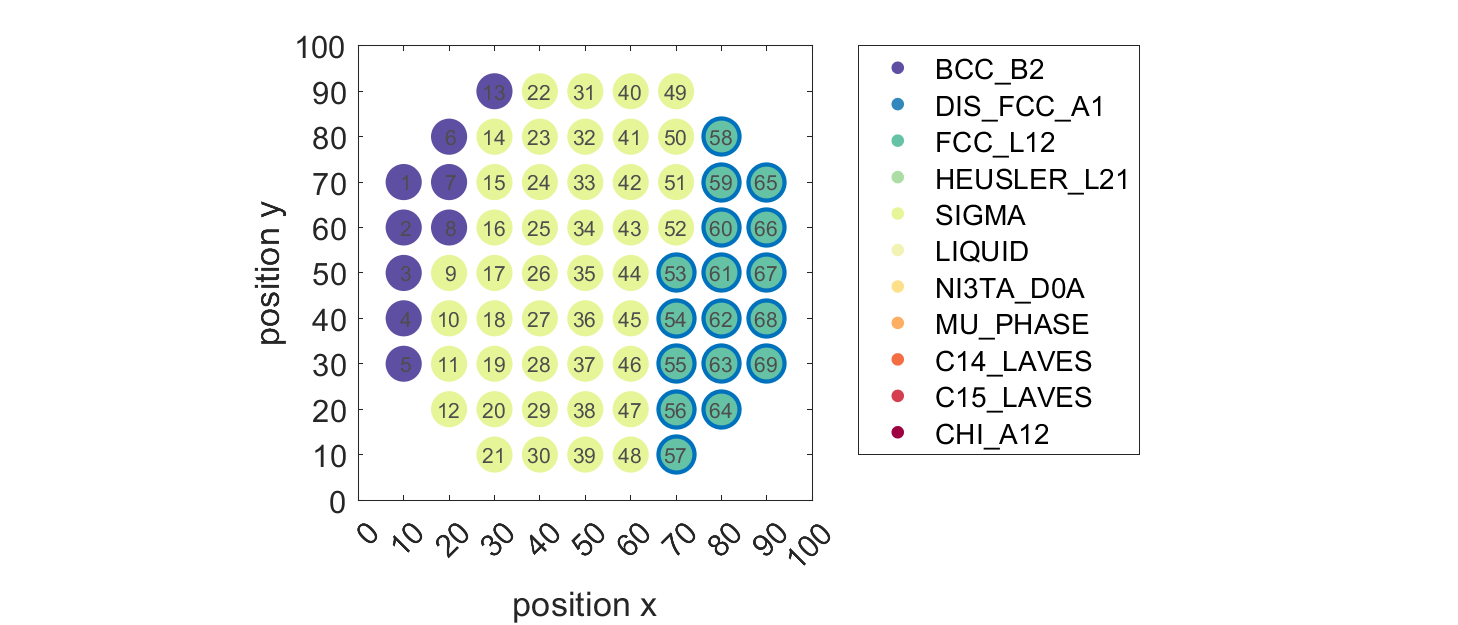 100
90 13 22 31 40 49
80 6 14 23 32 41 50 58
70 1 7 15 24 33 42 51 59 65
60 2 8 16 25 34 43 52 60 66
50 3 9 17 26 35 44 53 61 67
40 4 10 18 27 36 45 54 62 68
30 5 11 19 28 37 46 55 63 69
20 12 20 29 38 47 56 64
10 21 30 39 48 57
0
0 10 20 30 40 50 60 70 80 90 100
position x
position y
BCC_B2
DIS_FCC_A1
FCC_L12
HEUSLER_L21
SIGMA
LIQUID
NI3TA_D0A
MU_PHASE
C14_LAVES
C15_LAVES
CHI_A12